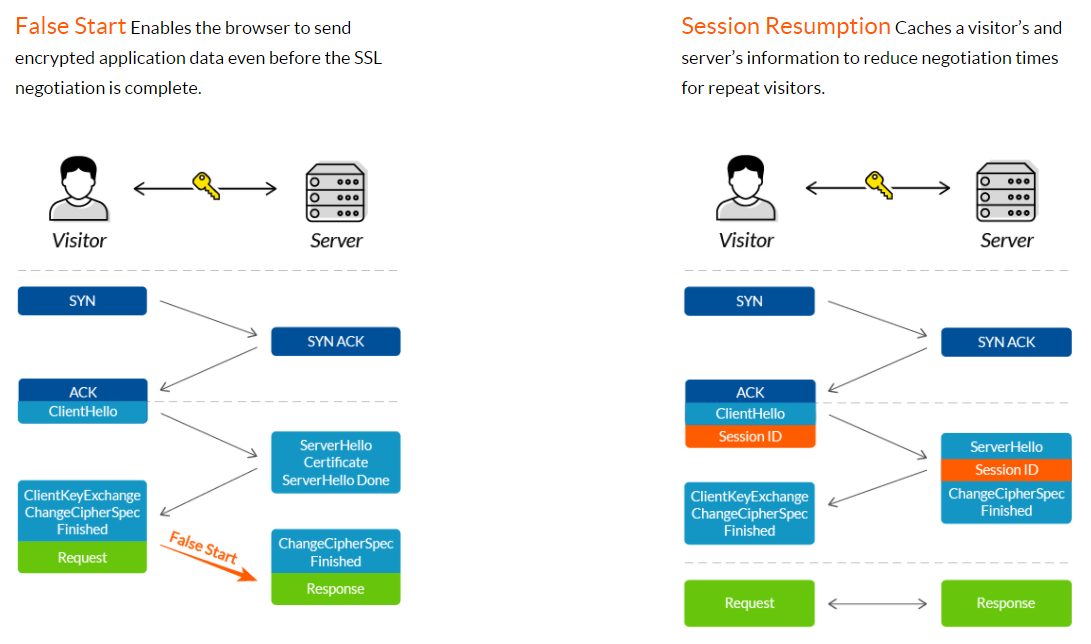 False Start Enables the browser to send
encrypted application data even before the SSL
negotiation is complete.
Visitor
Server
SYN
SYN ACK
ACK
ClientHello
ServerHello
Certificate
ServerHello Done
ClientKeyExchange
ChangeCipherSpec
Finished
Request
False Start
ChangeCipherSpec
Finished
Response
Session Resumption Caches a visitor’s and
server’s information to reduce negotiation times
for repeat visitors.
Visitor
Server
SYN
SYN ACK
ACK
ClientHello
Session ID
ServerHello
Session ID
ChangeCipherSpec
Finished
ClientKeyExchange
ChangeCipherSpec
Finished
Request
Response